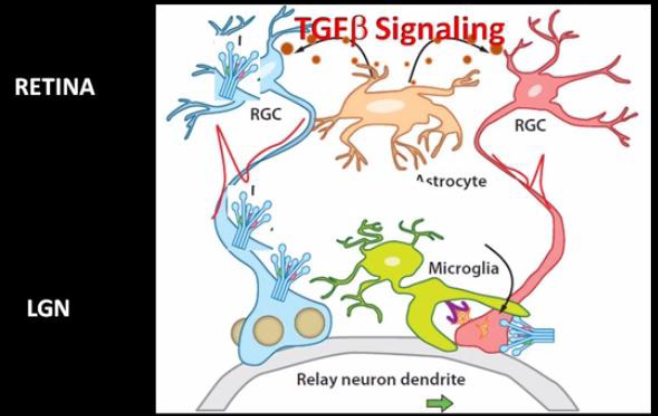 TGFβ Signaling
RETINA
RGC
RGC
Astrocyte
Microglia
LGN
Relay neuron dendrite